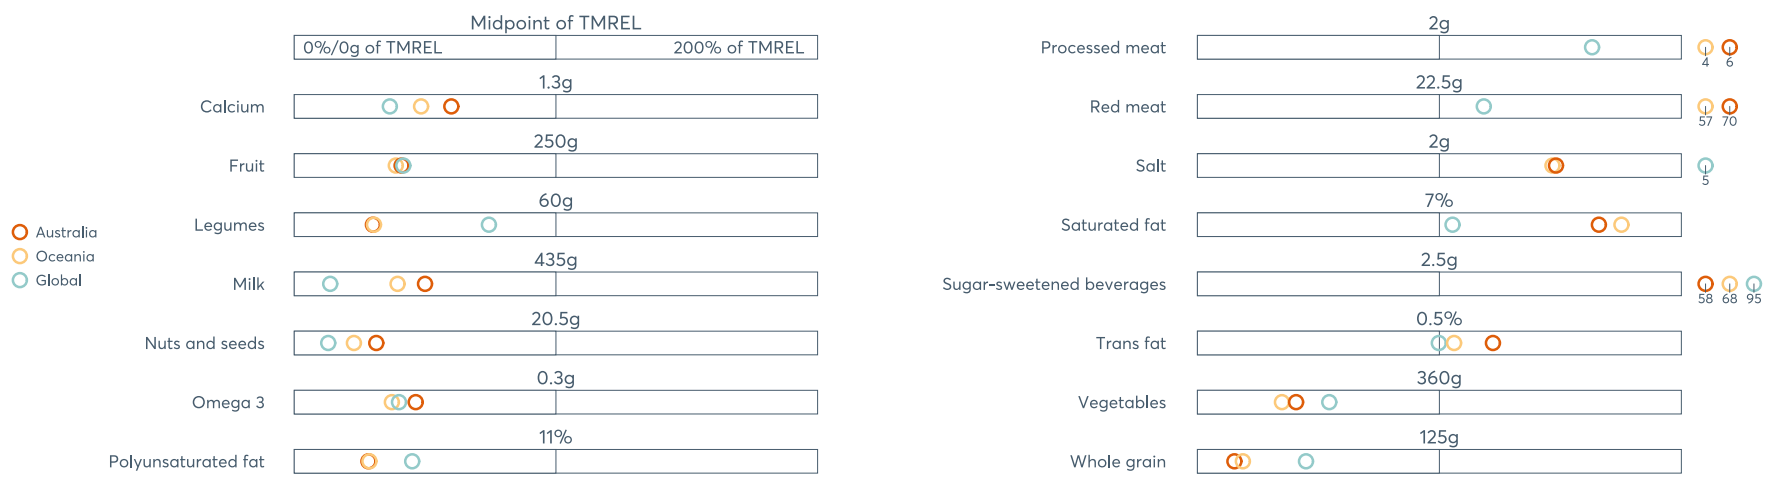 Midpoint of TMREL
0%/0g of TMREL 200% of TMREL
1.3g
Calcium
250g
Fruit
60g
Legumes
435g
Milk
20.5g
Nuts and seeds
0.3g
Omega 3
11%
Polyunsaturated fat
Australia
Oceania
Global
2g
Processed meat
4 6
22.5g
Red meat
57 70
2g
Salt
5
7%
Saturated fat
2.5g
Sugar-sweetened beverages
58 68 95
0.5%
Trans fat
360g
Vegetables
125g
Whole grain